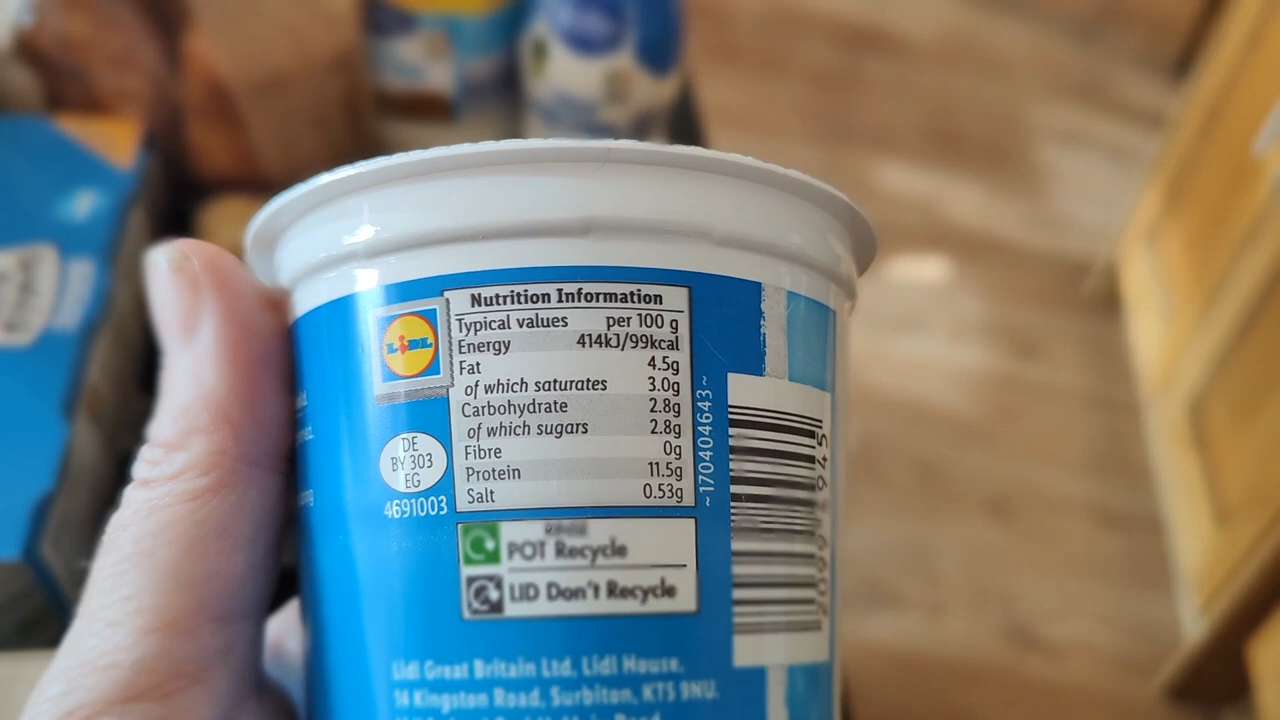 Nutrition Information
Typical values per 100 g
Energy 414kJ/99kcal
Fat 4.5g
of which saturates 3.0g
Carbohydrate 2.8g
of which sugars 2.8g
Fibre 0g
Protein 11.5g
Salt 0.53g
LIDL
DE
BY 303
EG
4691003
~170404643~
RINSE
POT Recycle
LID Don't Recycle
Lidl Great Britain Ltd, Lidl House,
14 Kingston Road, Surbiton, KT5 9NU.